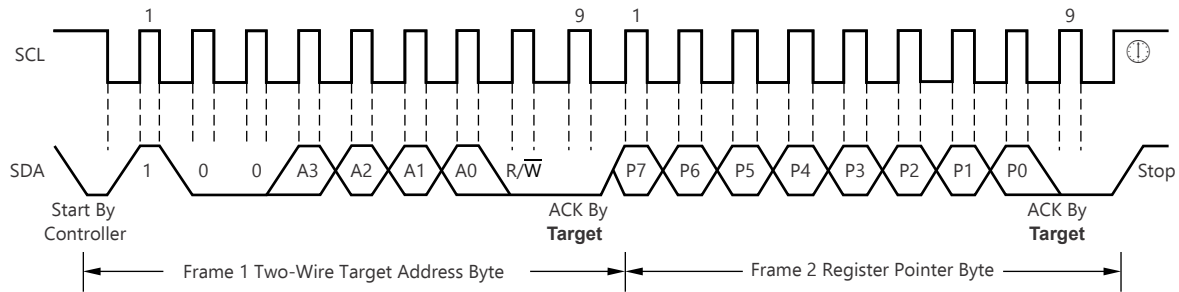 1 9 1 9
SCL
SDA 1 0 0 A3 A2 A1 A0 R/W̅ P7 P6 P5 P4 P3 P2 P1 P0 Stop
Start By
Controller
ACK By
Target
ACK By
Target
Frame 1 Two-Wire Target Address Byte
Frame 2 Register Pointer Byte